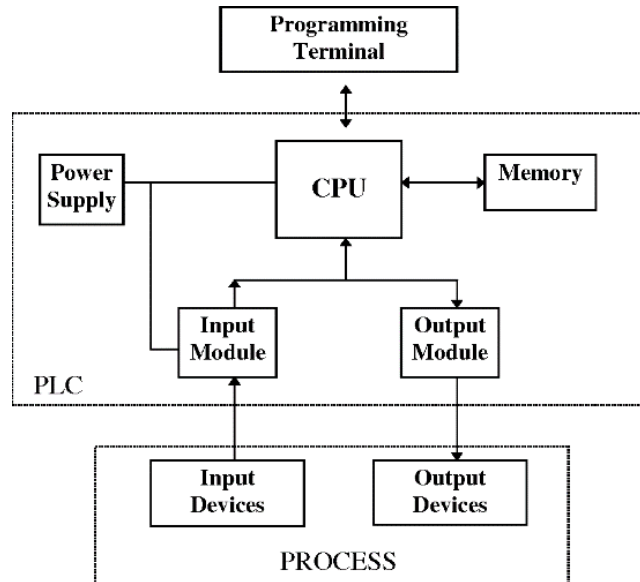 Programming
Terminal
Power
Supply
CPU
Memory
Input
Module
Output
Module
PLC
Input
Devices
Output
Devices
PROCESS